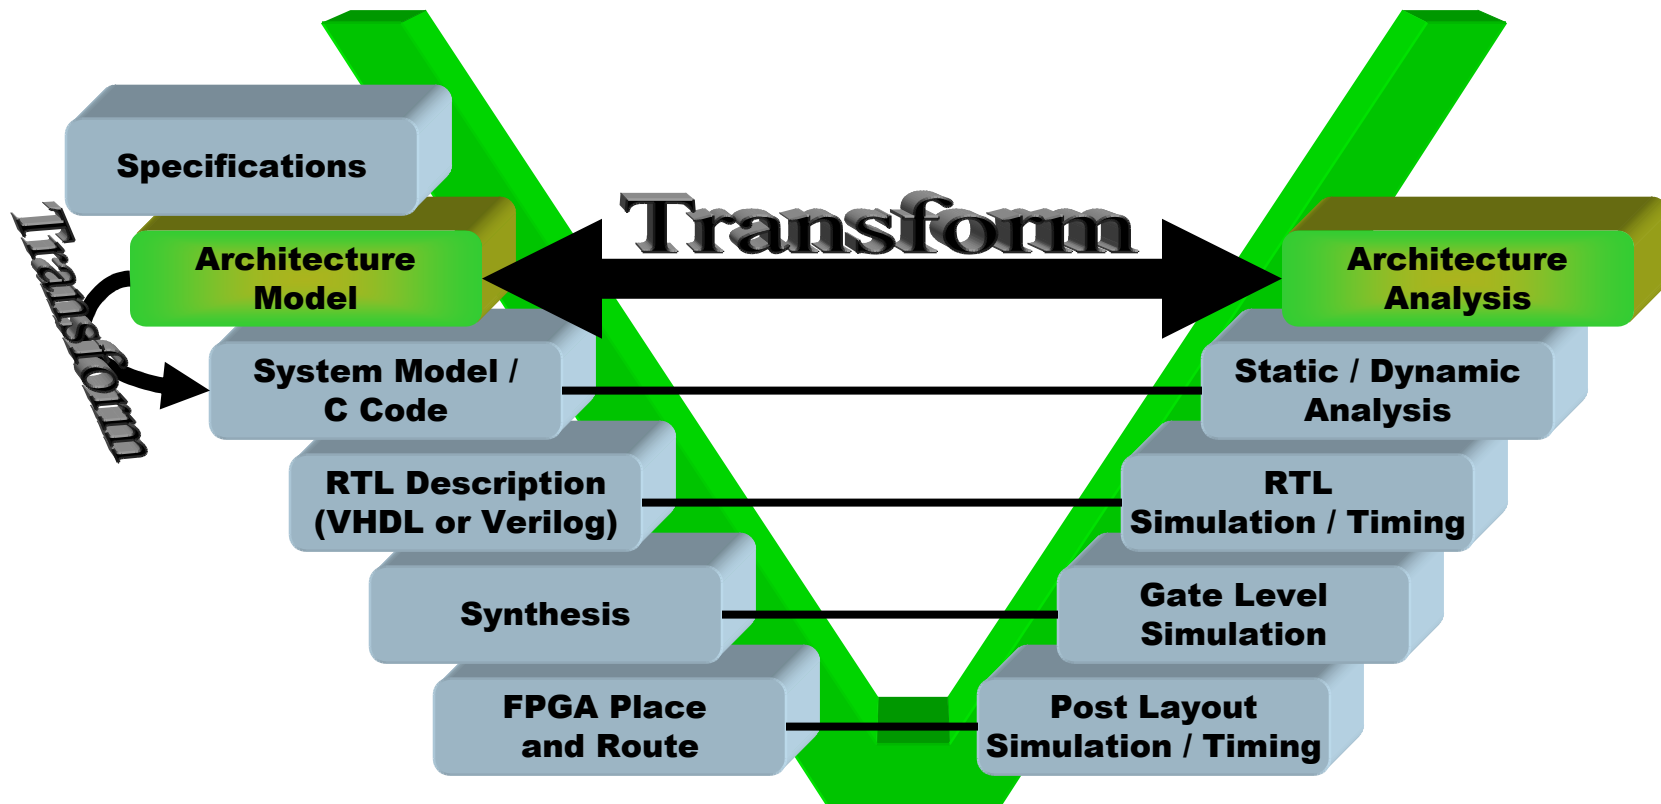 Specifications
Transform
Architecture
Model
Transform
Architecture
Analysis
System Model /
C Code
Static / Dynamic
Analysis
RTL Description
(VHDL or Verilog)
RTL
Simulation / Timing
Synthesis
Gate Level
Simulation
FPGA Place
and Route
Post Layout
Simulation / Timing